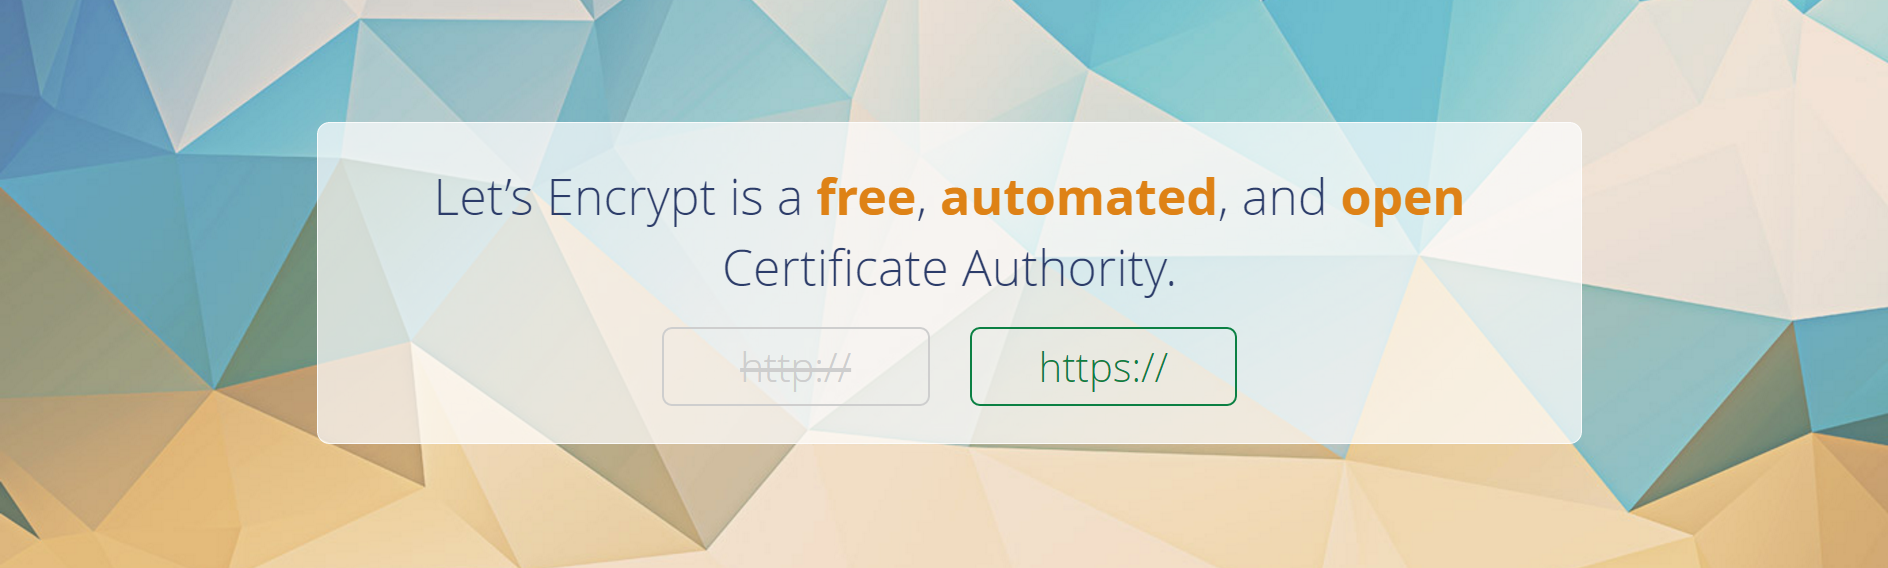 Let’s Encrypt is a free, automated, and open
Certificate Authority.
http://
https://